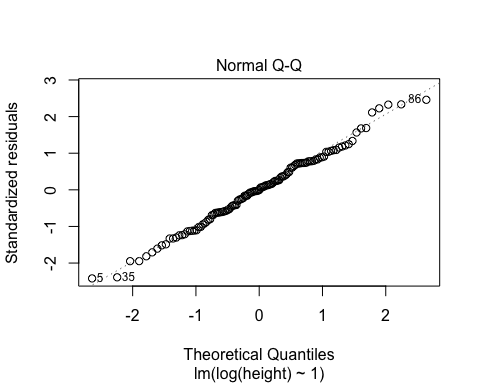 Normal Q-Q
Standardized residuals
3
2
1
0
-1
-2
86
5
35
-2 -1 0 1 2
Theoretical Quantiles
lm(log(height) ~ 1)